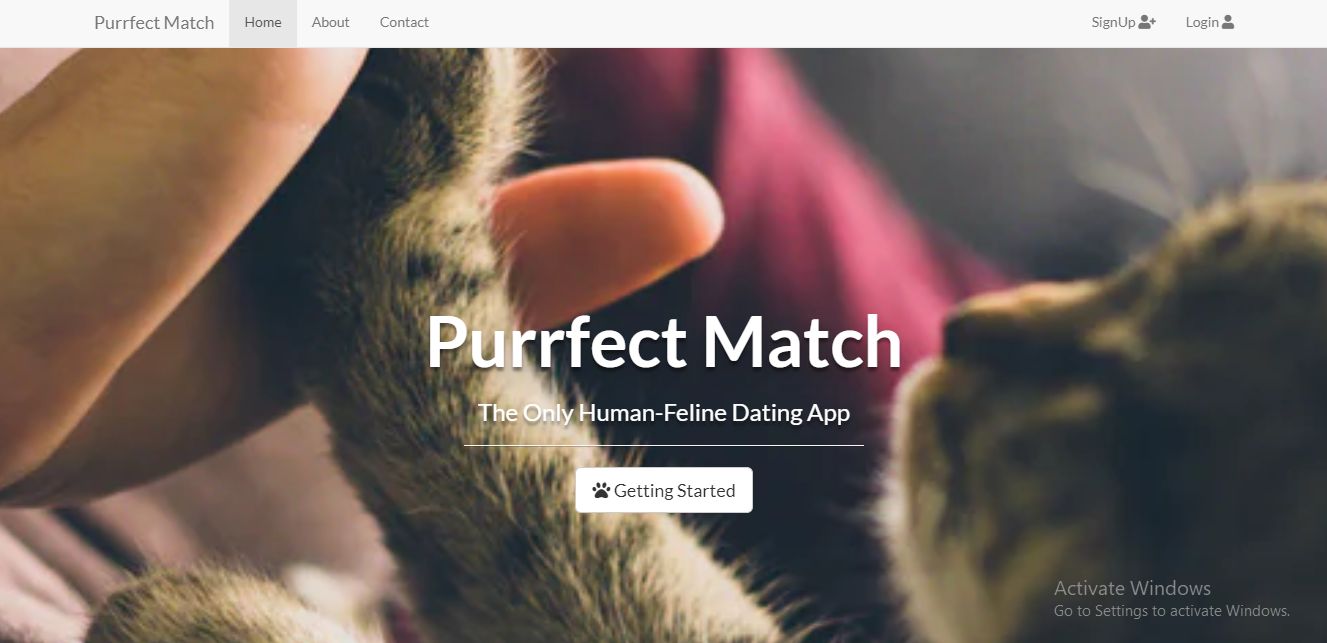 Purrfect Match Home About Contact SignUp Login
Purrfect Match
The Only Human-Feline Dating App
Getting Started
Activate Windows
Go to Settings to activate Windows.